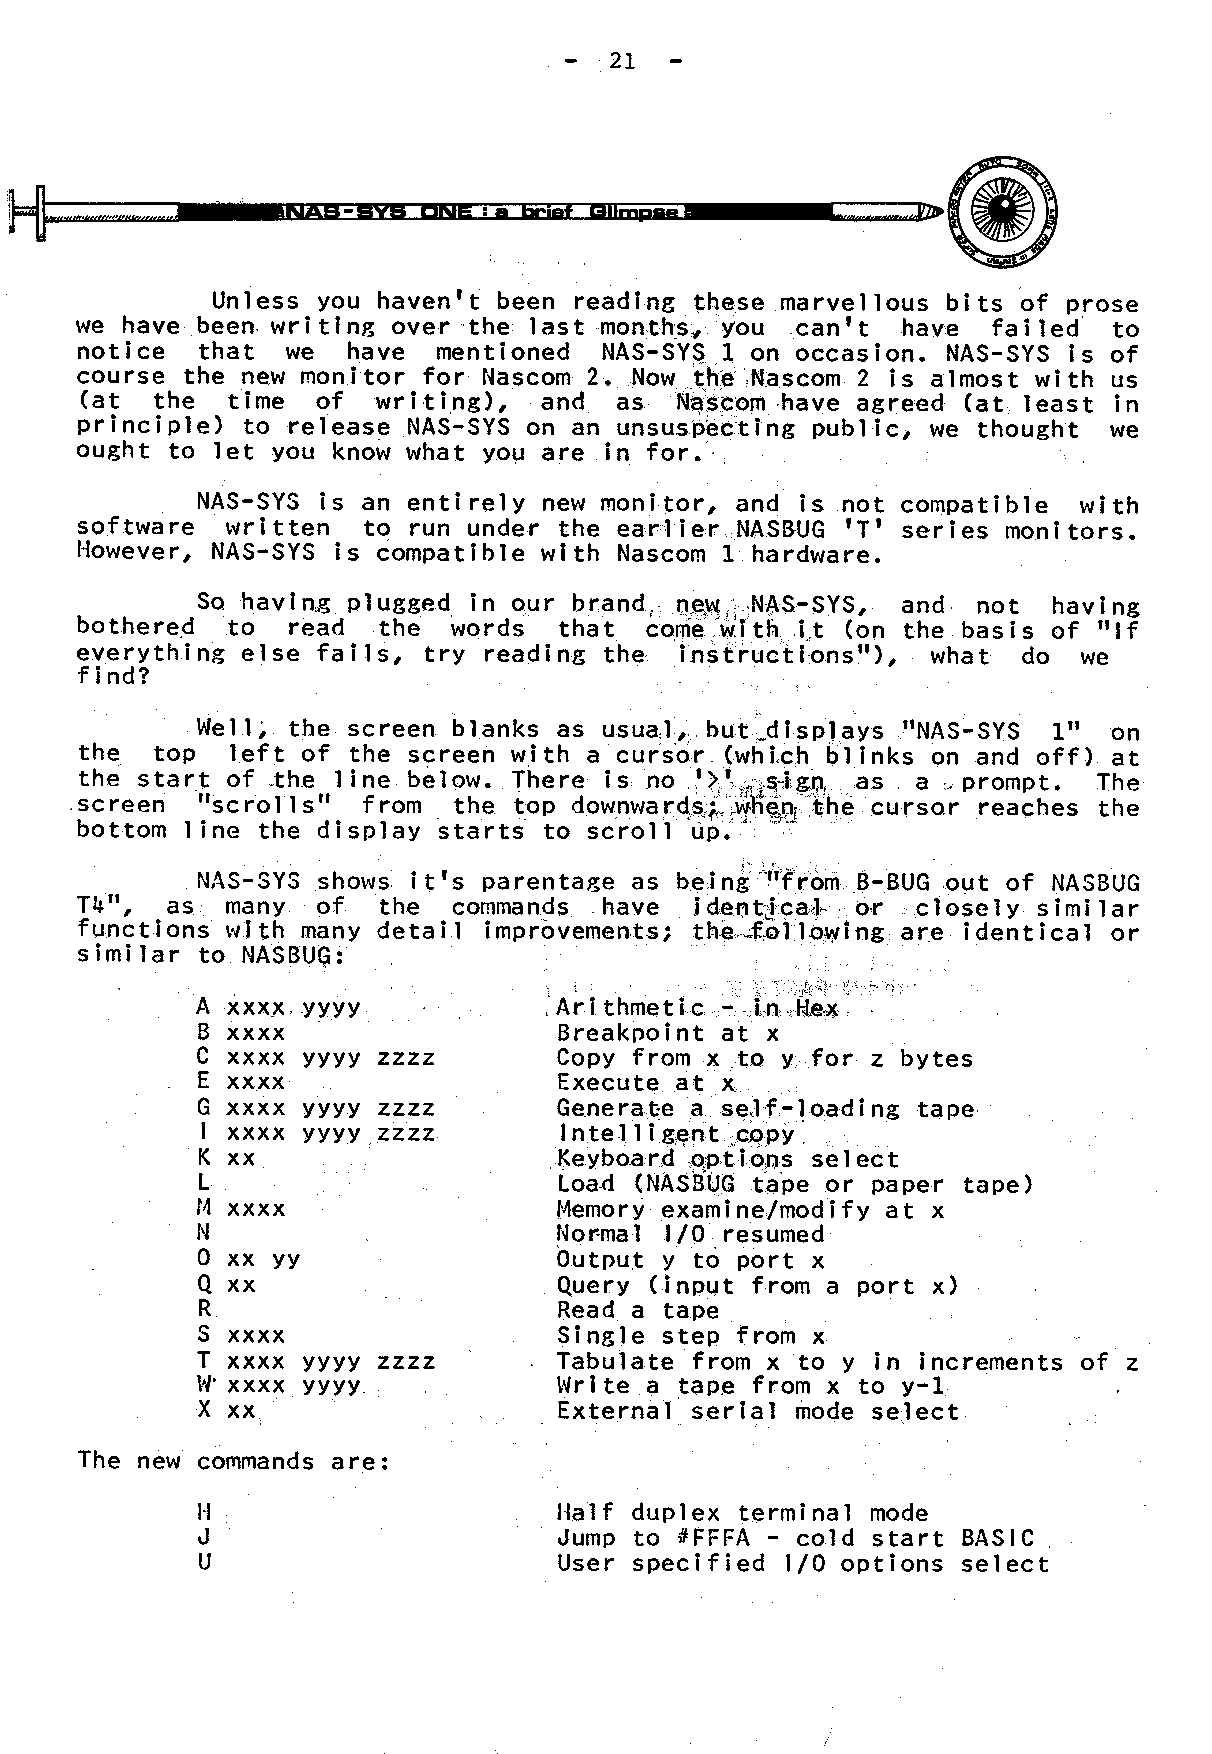 - 21 -
NAS-SYS ONE : a brief Glimpse
Unless you haven't been reading these marvellous bits of prose
we have been writing over the last months, you can't have failed to
notice that we have mentioned NAS-SYS 1 on occasion. NAS-SYS is of
course the new monitor for Nascom 2. Now the Nascom 2 is almost with us
(at the time of writing), and as Nascom have agreed (at least in
principle) to release NAS-SYS on an unsuspecting public, we thought we
ought to let you know what you are in for.
NAS-SYS is an entirely new monitor, and is not compatible with
software written to run under the earlier NASBUG 'T' series monitors.
However, NAS-SYS is compatible with Nascom 1 hardware.
So having plugged in our brand new NAS-SYS, and not having
bothered to read the words that come with it (on the basis of "If
everything else fails, try reading the instructions"), what do we
find?
Well, the screen blanks as usual, but displays "NAS-SYS 1" on
the top left of the screen with a cursor (which blinks on and off) at
the start of the line below. There is no '>' sign as a prompt. The
screen "scrolls" from the top downwards; when the cursor reaches the
bottom line the display starts to scroll up.
NAS-SYS shows it's parentage as being "from B-BUG out of NASBUG
T4", as many of the commands have identical or closely similar
functions with many detail improvements; the following are identical or
similar to NASBUG:
A xxxx yyyy Arithmetic - in Hex
B xxxx Breakpoint at x
C xxxx yyyy zzzz Copy from x to y for z bytes
E xxxx Execute at x
G xxxx yyyy zzzz Generate a self-loading tape
I xxxx yyyy zzzz Intelligent copy
K xx Keyboard options select
L Load (NASBUG tape or paper tape)
M xxxx Memory examine/modify at x
N Normal I/O resumed
O xx yy Output y to port x
Q xx Query (input from a port x)
R Read a tape
S xxxx Single step from x
T xxxx yyyy zzzz Tabulate from x to y in increments of z
W xxxx yyyy Write a tape from x to y-1
X xx External serial mode select
The new commands are:
H Half duplex terminal mode
J Jump to #FFFA - cold start BASIC
U User specified I/O options select